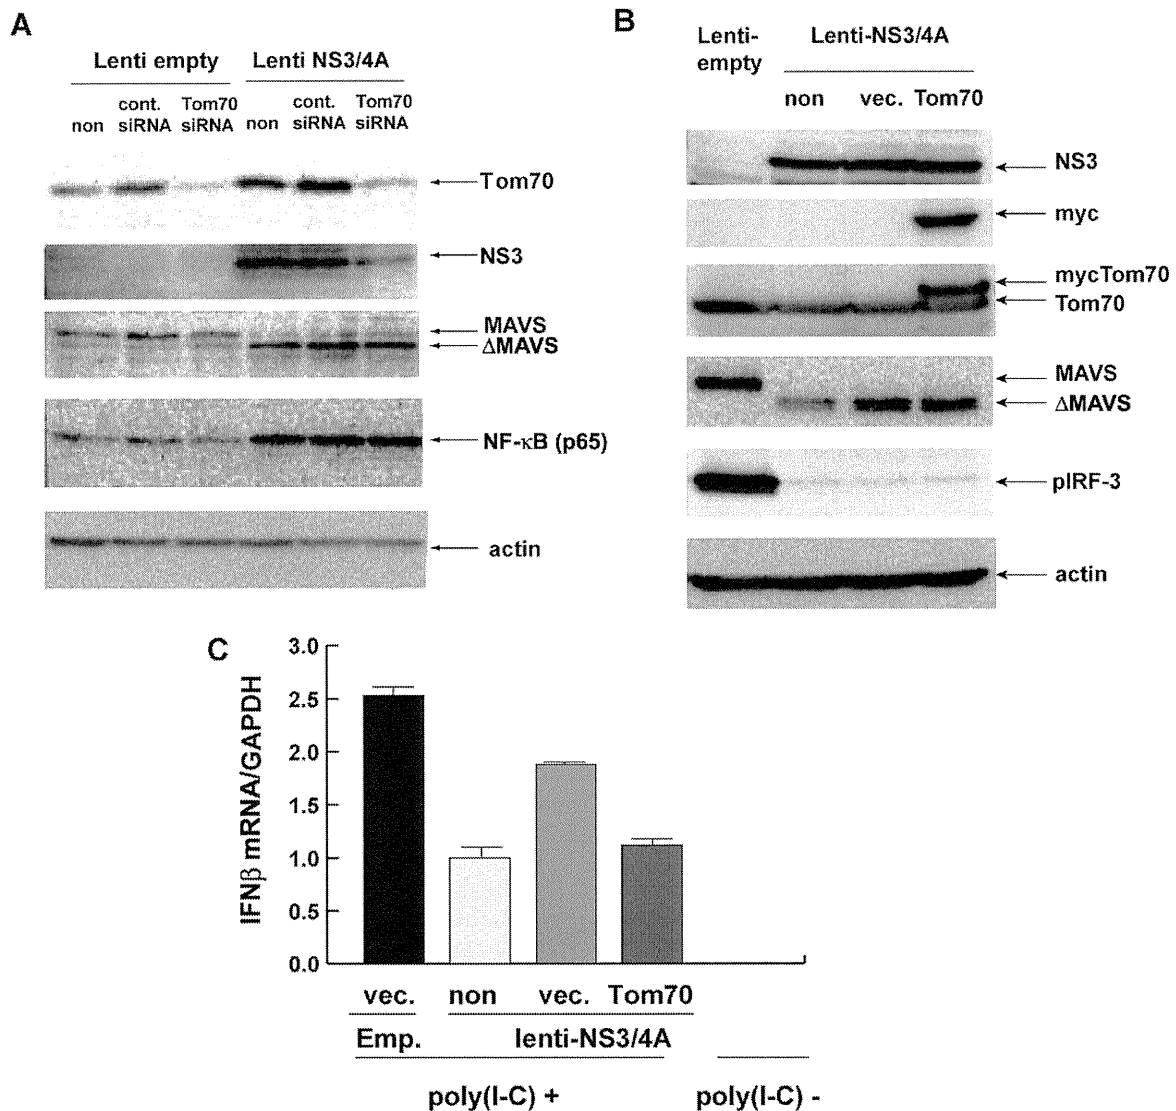 A
Lenti empty
Lenti NS3/4A
non
cont. siRNA
Tom70 siRNA
non
cont. siRNA
Tom70 siRNA
Tom70
NS3
MAVS
ΔMAVS
NF-κB (p65)
actin
B
Lenti-empty
Lenti-NS3/4A
non
vec.
Tom70
NS3
myc
mycTom70
Tom70
MAVS
ΔMAVS
pIRF-3
actin
C
IFNβ mRNA/GAPDH
3.0
2.5
2.0
1.5
1.0
0.5
0.0
vec.
non
vec.
Tom70
Emp.
lenti-NS3/4A
poly(I-C) +
poly(I-C) -